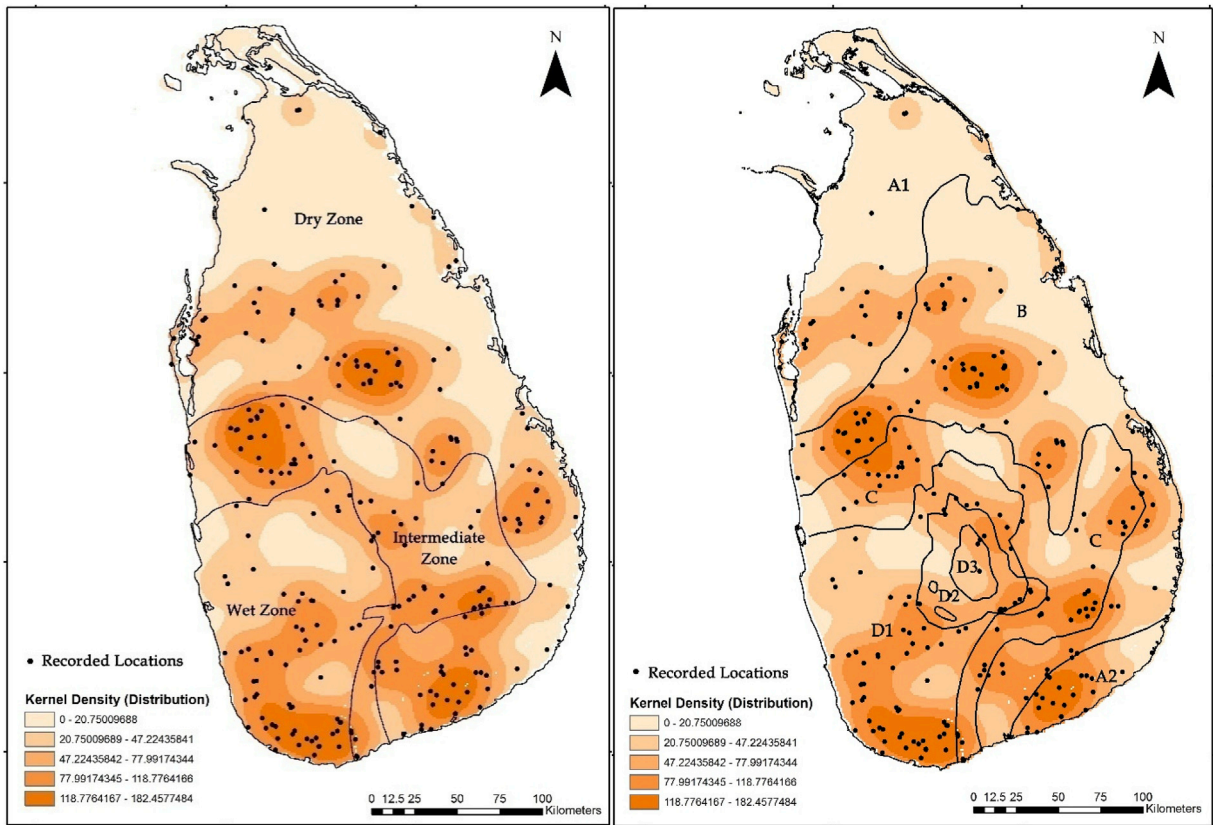 N
Dry Zone
Intermediate
Zone
Wet Zone
• Recorded Locations
Kernel Density (Distribution)
0 - 20.75009688
20.75009689 - 47.22435841
47.22435842 - 77.99174344
77.99174345 - 118.7764166
118.7764167 - 182.4577484
0 12.5 25 50 75 100
Kilometers
N
A1
B
C
C
D3
D2
D1
A2
• Recorded Locations
Kernel Density (Distribution)
0 - 20.75009688
20.75009689 - 47.22435841
47.22435842 - 77.99174344
77.99174345 - 118.7764166
118.7764167 - 182.4577484
0 12.5 25 50 75 100
Kilometers